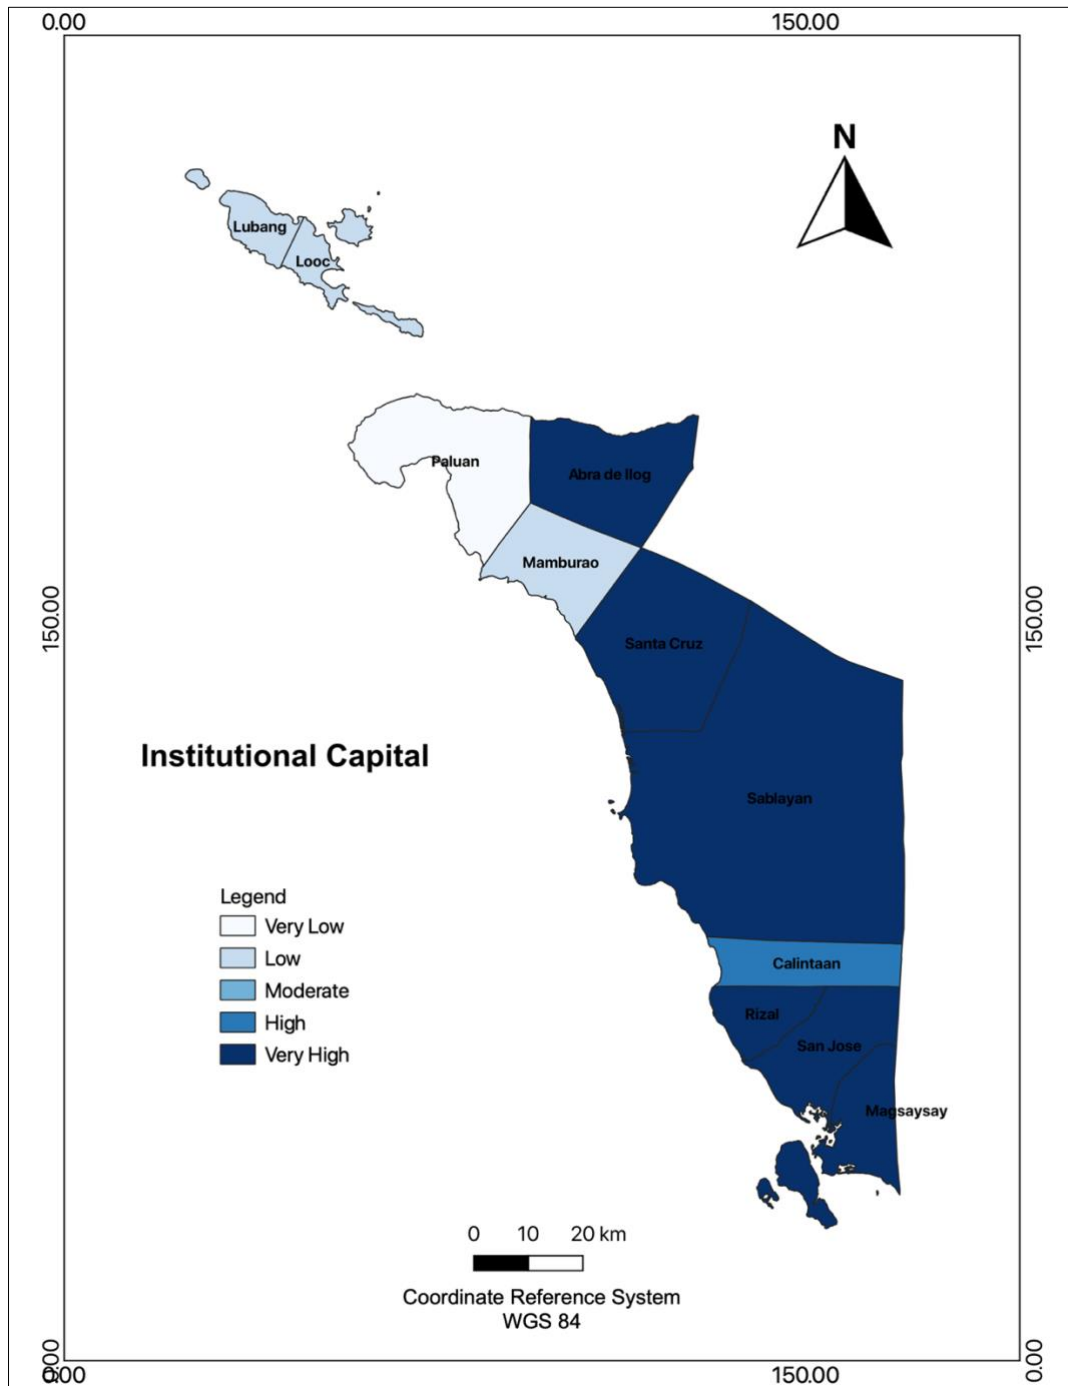 0.00 150.00
N
Lubang
Looc
Paluan
Abra de Ilog
Mamburao
150.00
150.00
Santa Cruz
Institutional Capital
Sablayan
Legend
Very Low
Low
Moderate
High
Very High
Calintaan
Rizal
San Jose
Magsaysay
0 10 20 km
Coordinate Reference System
WGS 84
0.00
0.00
0.00 150.00